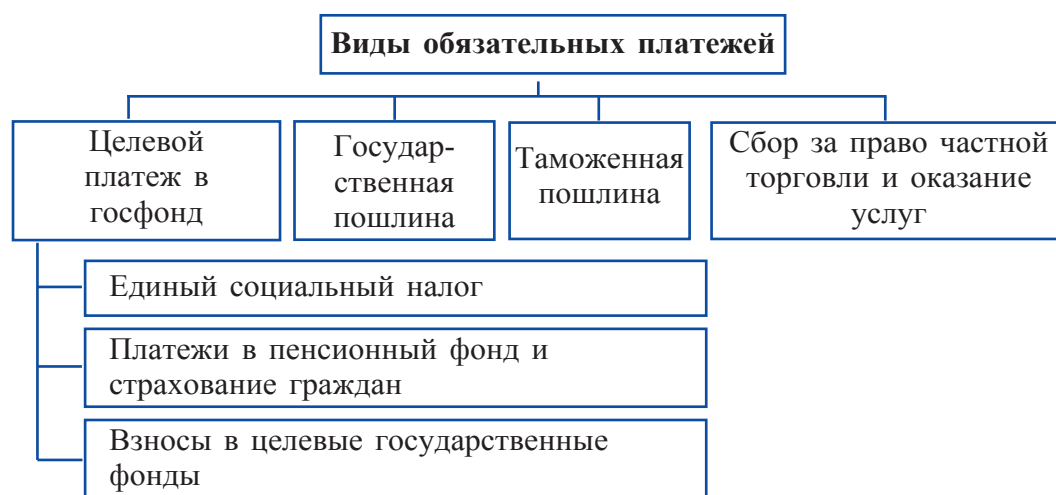 Виды обязательных платежей
Целевой
платеж в
госфонд
Государ-
ственная
пошлина
Таможенная
пошлина
Сбор за право частной
торговли и оказание
услуг
Единый социальный налог
Платежи в пенсионный фонд и
страхование граждан
Взносы в целевые государственные
фонды